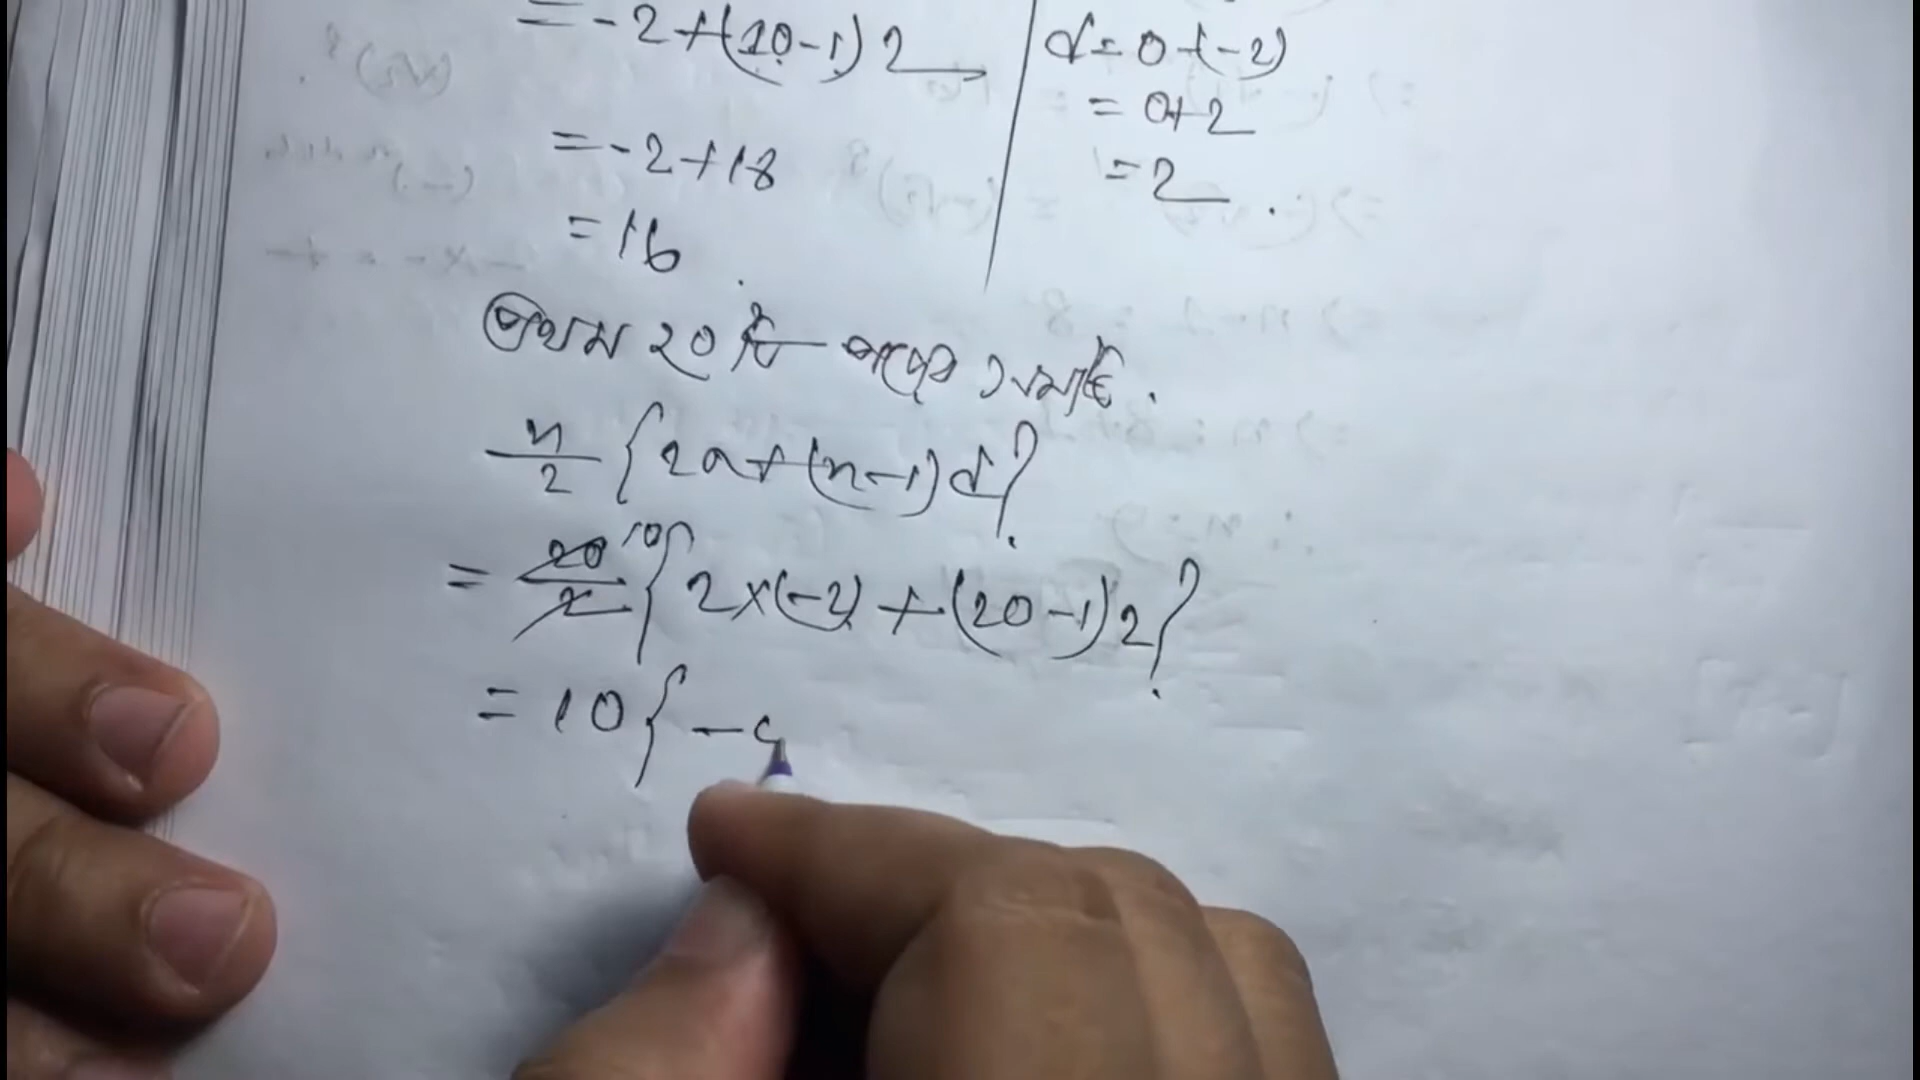 = -2+(10-1)2
= -2+18
= 16
d = 0-(-2)
= 0+2
= 2
প্রথম 20 টি পদের সমষ্টি
n/2 {2a+(n-1)d}
= 20/2 10 {2×(-2)+(20-1)2}
= 10 {-